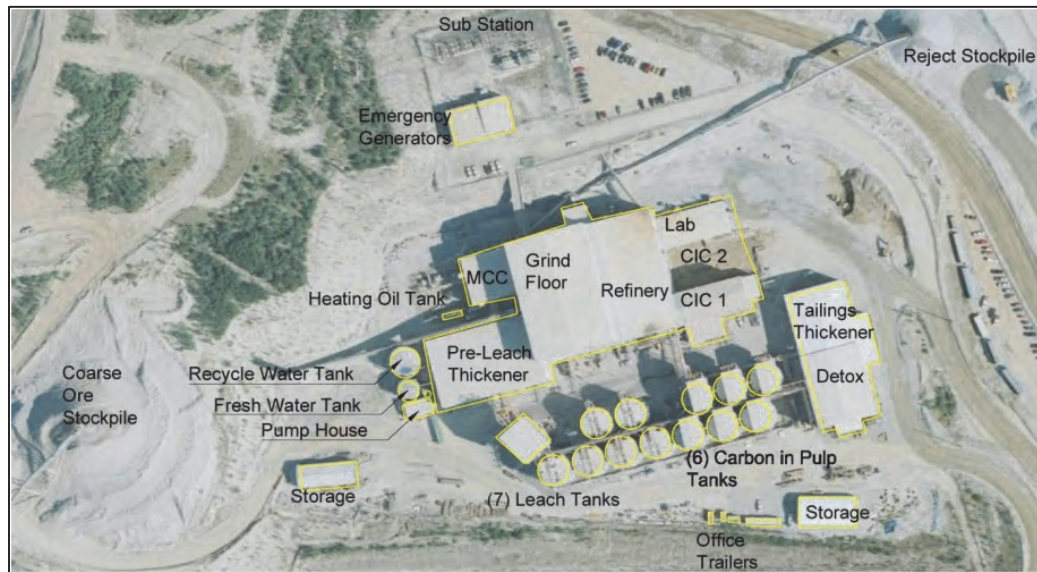 Sub Station
Reject Stockpile
Emergency
Generators
Lab
Grind
Floor
CIC 2
MCC
Refinery
Heating Oil Tank
CIC 1
Tailings
Thickener
Pre-Leach
Thickener
Recycle Water Tank
Coarse
Ore
Stockpile
Detox
Fresh Water Tank
Pump House
(6) Carbon in Pulp
Tanks
Storage
(7) Leach Tanks
Storage
Office
Trailers